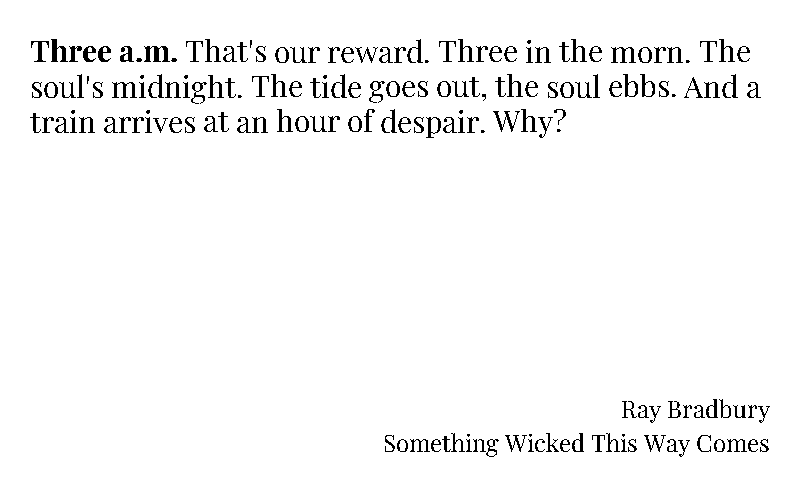 Three a.m. That's our reward. Three in the morn. The
soul's midnight. The tide goes out, the soul ebbs. And a
train arrives at an hour of despair. Why?
Ray Bradbury
Something Wicked This Way Comes